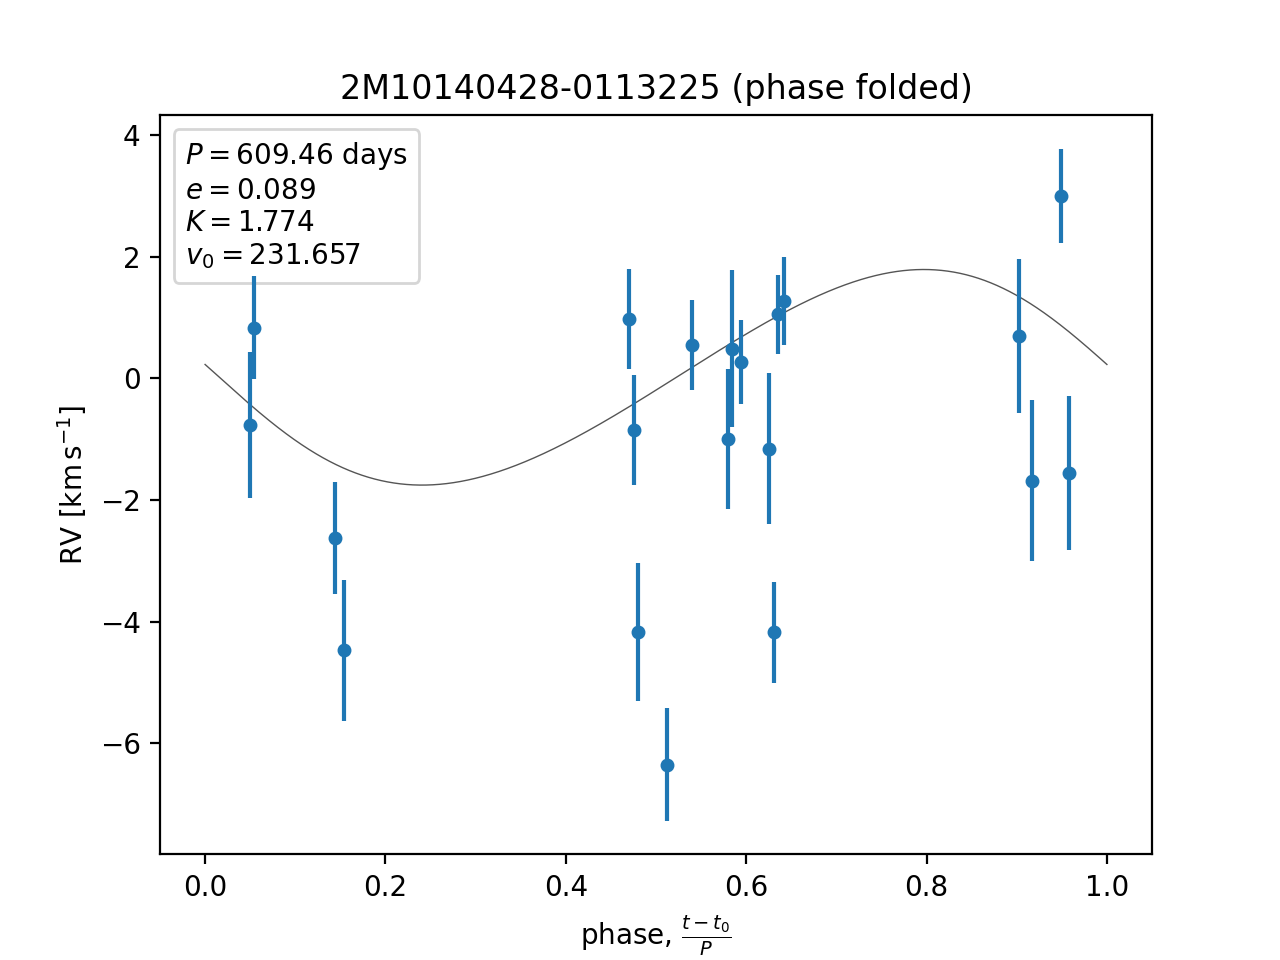 2M10140428-0113225 (phase folded)
P = 609.46 days
e = 0.089
K = 1.774
v₀ = 231.657
4
2
0
−2
−4
−6
RV [km s⁻¹]
0.0 0.2 0.4 0.6 0.8 1.0
phase, (t − t₀)/P